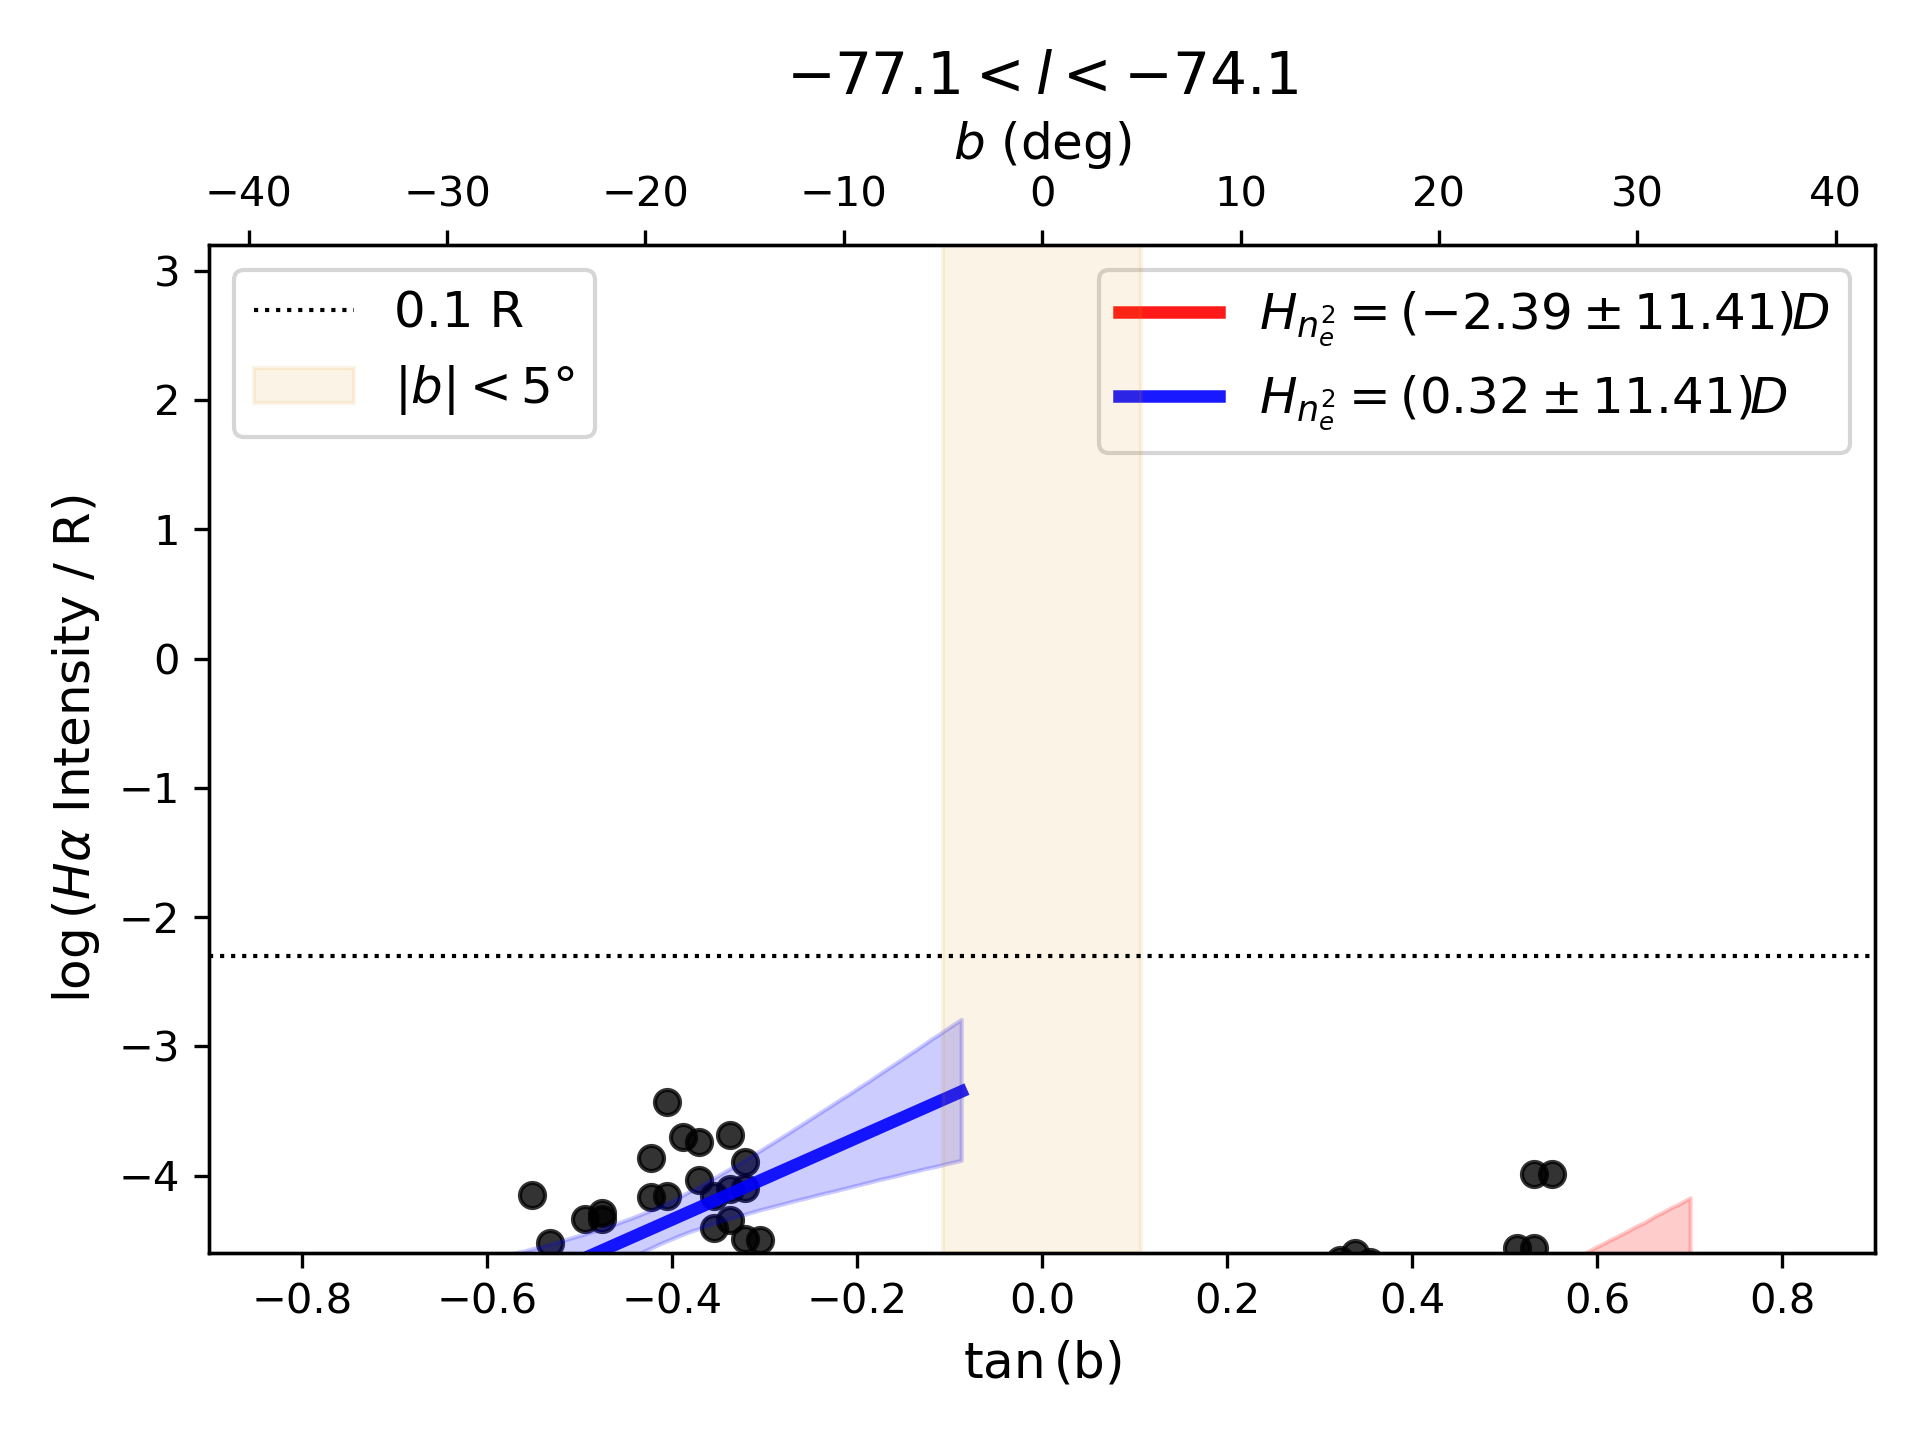 −77.1 < l < −74.1
b (deg)
−40 −30 −20 −10 0 10 20 30 40
0.1 R
|b| < 5°
H_{n_e^2} = (−2.39 ± 11.41)D
H_{n_e^2} = (0.32 ± 11.41)D
3
2
1
0
−1
−2
−3
−4
log (Hα Intensity / R)
−0.8 −0.6 −0.4 −0.2 0.0 0.2 0.4 0.6 0.8
tan (b)